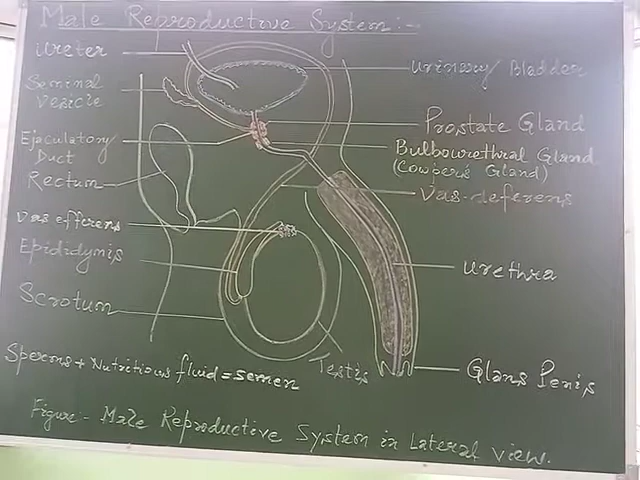 Male Reproductive System:-
Ureter
Seminal
Vesicle
Ejaculatory
Duct
Rectum
Vas efferens
Epididymis
Scrotum
Urinary Bladder
Prostate Gland
Bulbourethral Gland
(Cowper's Gland)
Vas-deferens
Urethra
Glans Penis
Testis
Sperms + Nutritious fluid = semen
Figure:- Male Reproductive System in Lateral view.